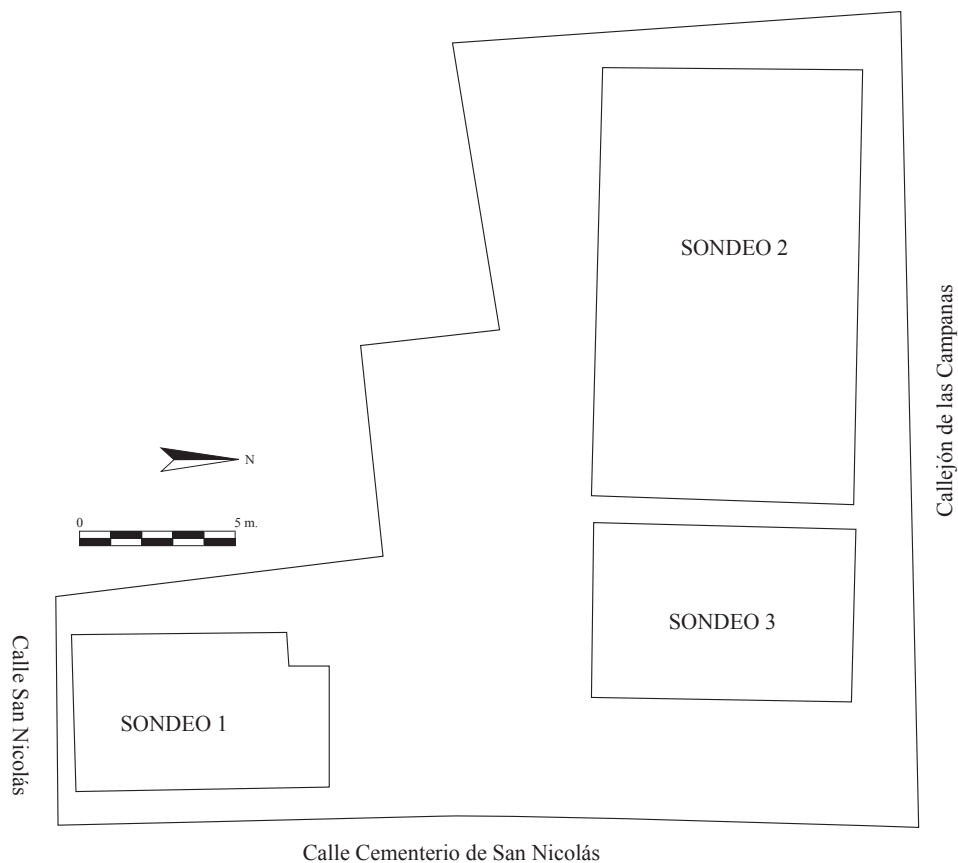 SONDEO 2
Callejón de las Campanas
N
0 5 m.
SONDEO 3
Calle San Nicolás
SONDEO 1
Calle Cementerio de San Nicolás